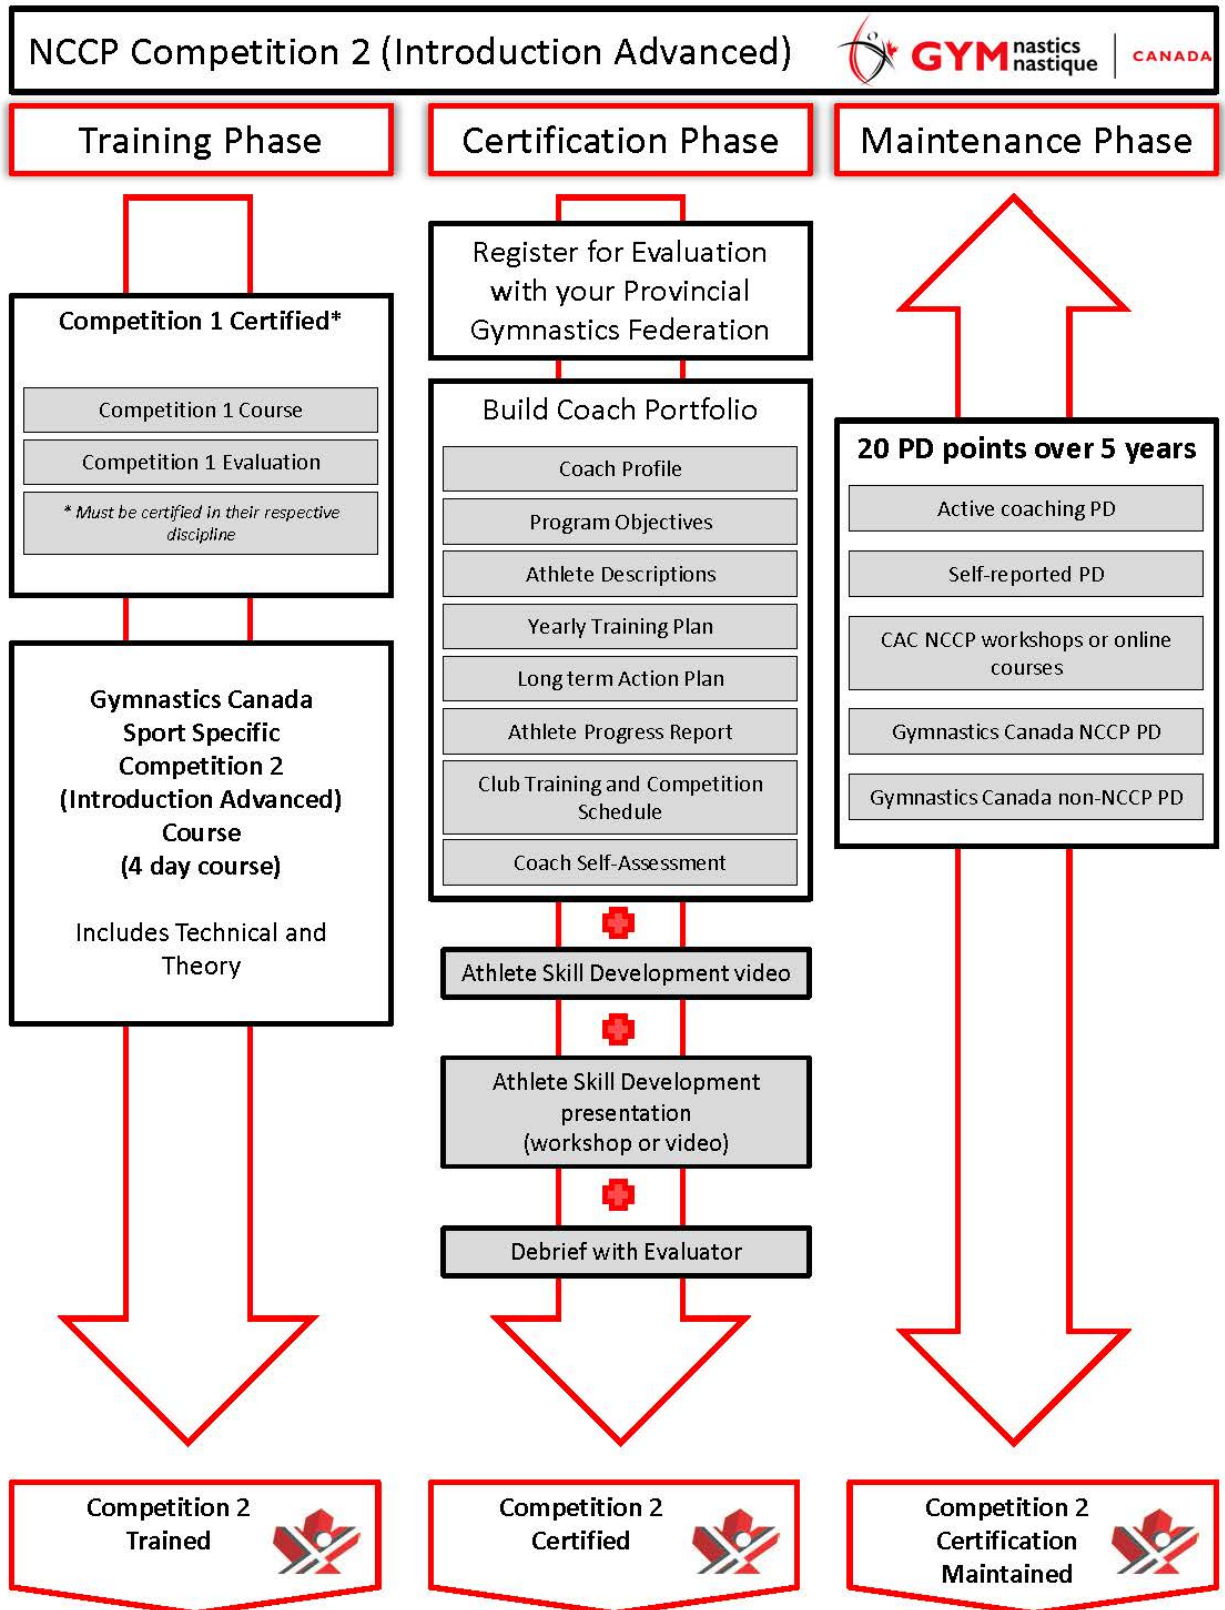 NCCP Competition 2 (Introduction Advanced)
GYM nastics
nastique
CANADA
Training Phase
Certification Phase
Maintenance Phase
Competition 1 Certified*
Competition 1 Course
Competition 1 Evaluation
* Must be certified in their respective
discipline
Gymnastics Canada
Sport Specific
Competition 2
(Introduction Advanced)
Course
(4 day course)
Includes Technical and
Theory
Competition 2
Trained
Register for Evaluation
with your Provincial
Gymnastics Federation
Build Coach Portfolio
Coach Profile
Program Objectives
Athlete Descriptions
Yearly Training Plan
Long term Action Plan
Athlete Progress Report
Club Training and Competition
Schedule
Coach Self-Assessment
Athlete Skill Development video
Athlete Skill Development
presentation
(workshop or video)
Debrief with Evaluator
Competition 2
Certified
20 PD points over 5 years
Active coaching PD
Self-reported PD
CAC NCCP workshops or online
courses
Gymnastics Canada NCCP PD
Gymnastics Canada non-NCCP PD
Competition 2
Certification
Maintained